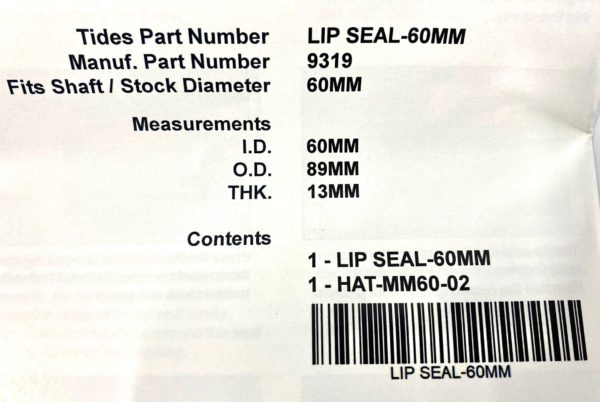 Tides Part Number LIP SEAL-60MM
Manuf. Part Number 9319
Fits Shaft / Stock Diameter 60MM
Measurements
I.D. 60MM
O.D. 89MM
THK. 13MM
Contents
1 - LIP SEAL-60MM
1 - HAT-MM60-02
LIP SEAL-60MM